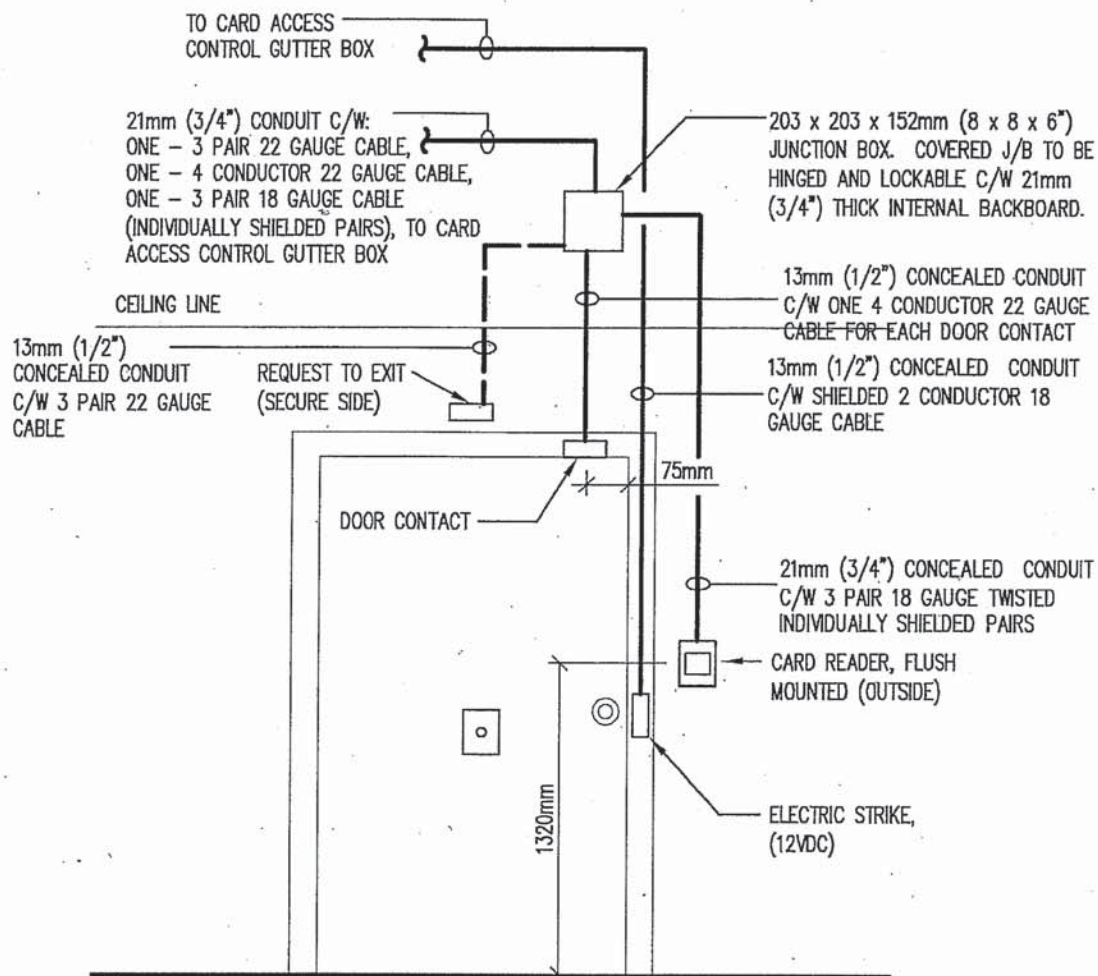 TO CARD ACCESS
CONTROL GUTTER BOX
21mm (3/4") CONDUIT C/W:
ONE - 3 PAIR 22 GAUGE CABLE,
ONE - 4 CONDUCTOR 22 GAUGE CABLE,
ONE - 3 PAIR 18 GAUGE CABLE
(INDIVIDUALLY SHIELDED PAIRS), TO CARD
ACCESS CONTROL GUTTER BOX
203 x 203 x 152mm (8 x 8 x 6")
JUNCTION BOX. COVERED J/B TO BE
HINGED AND LOCKABLE C/W 21mm
(3/4") THICK INTERNAL BACKBOARD.
13mm (1/2") CONCEALED CONDUIT
C/W ONE 4 CONDUCTOR 22 GAUGE
CABLE FOR EACH DOOR CONTACT
CEILING LINE
13mm (1/2")
CONCEALED CONDUIT
C/W 3 PAIR 22 GAUGE
CABLE
REQUEST TO EXIT
(SECURE SIDE)
13mm (1/2") CONCEALED CONDUIT
C/W SHIELDED 2 CONDUCTOR 18
GAUGE CABLE
75mm
DOOR CONTACT
21mm (3/4") CONCEALED CONDUIT
C/W 3 PAIR 18 GAUGE TWISTED
INDIVIDUALLY SHIELDED PAIRS
CARD READER, FLUSH
MOUNTED (OUTSIDE)
1320mm
ELECTRIC STRIKE,
(12VDC)